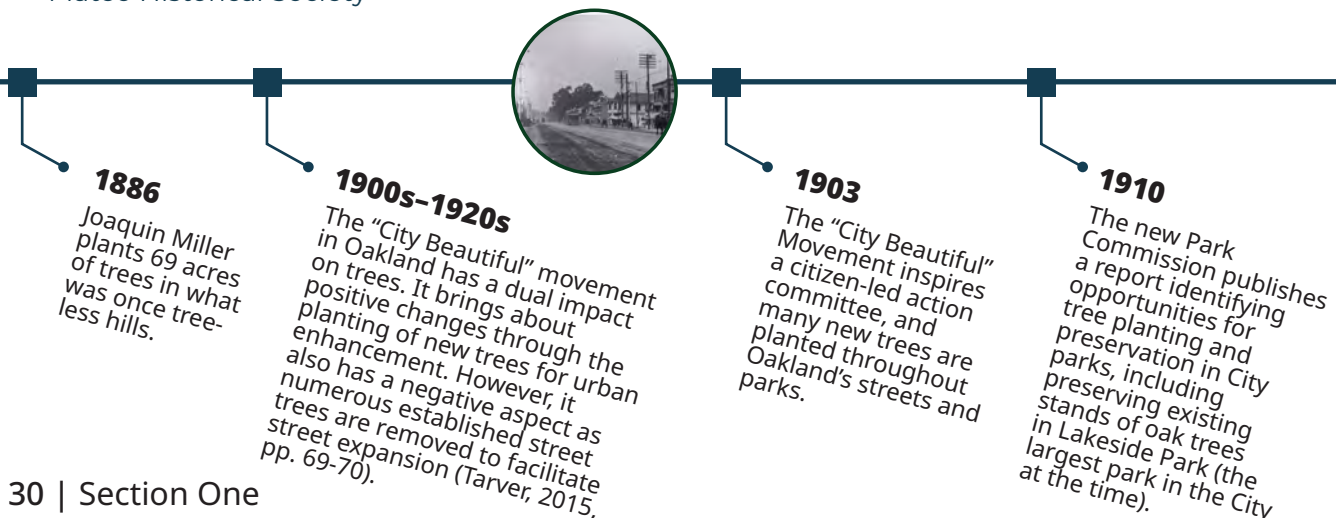 Mateo Historical Society
1886
Joaquin Miller
plants 69 acres
of trees in what
was once tree-
less hills.
1900s–1920s
The “City Beautiful” movement
in Oakland has a dual impact
on trees. It brings about
positive changes through the
planting of new trees for urban
enhancement. However, it
also has a negative aspect as
numerous established street
trees are removed to facilitate
street expansion (Tarver, 2015,
pp. 69-70).
1903
The “City Beautiful”
Movement inspires
a citizen-led action
committee, and
many new trees are
planted throughout
Oakland’s streets and
parks.
1910
The new Park
Commission publishes
a report identifying
opportunities for
tree planting and
preservation in City
parks, including
preserving existing
stands of oak trees
in Lakeside Park (the
largest park in the City
at the time).
30 | Section One